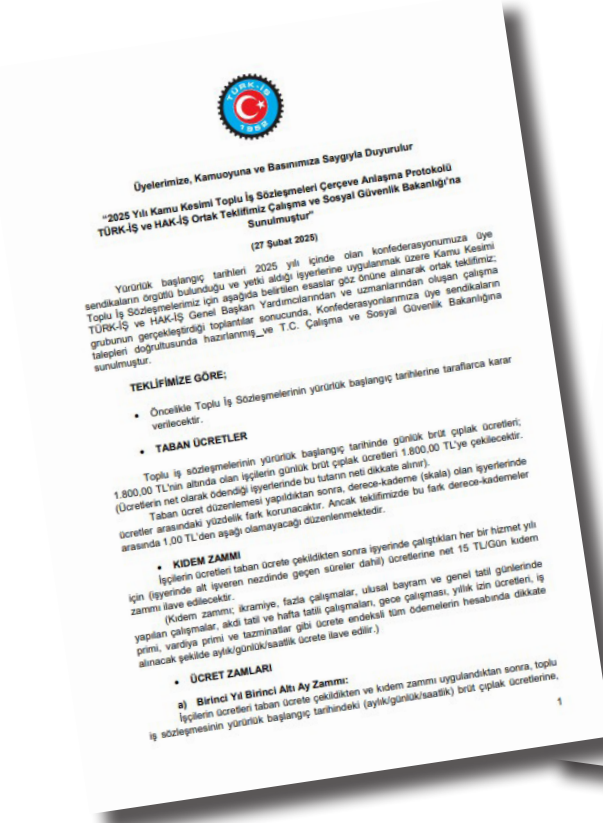 TÜRK-İŞ
1952
Üyelerimize, Kamuoyuna ve Basınımıza Saygıyla Duyurulur
"2025 Yılı Kamu Kesimi Toplu İş Sözleşmeleri Çerçeve Anlaşma Protokolü
TÜRK-İŞ ve HAK-İŞ Ortak Teklifimiz Çalışma ve Sosyal Güvenlik Bakanlığı'na
Sunulmuştur"
(27 Şubat 2025)
Yürürlük başlangıç tarihleri 2025 yılı içinde olan konfederasyonumuza üye
sendikaların örgütlü bulunduğu ve yetki aldığı işyerlerine uygulanmak üzere Kamu Kesimi
Toplu İş Sözleşmelerimiz için aşağıda belirtilen esaslar göz önüne alınarak ortak teklifimiz;
TÜRK-İŞ ve HAK-İŞ Genel Başkan Yardımcılarından ve uzmanlarından oluşan çalışma
grubunun gerçekleştirdiği toplantılar sonucunda, Konfederasyonlarımıza üye sendikaların
talepleri doğrultusunda hazırlanmış_ve T.C. Çalışma ve Sosyal Güvenlik Bakanlığına
sunulmuştur.
TEKLİFİMİZE GÖRE;
• Öncelikle Toplu İş Sözleşmelerinin yürürlük başlangıç tarihlerine taraflarca karar
verilecektir.
• TABAN ÜCRETLER
Toplu iş sözleşmelerinin yürürlük başlangıç tarihinde günlük brüt çıplak ücretleri;
1.800,00 TL'nin altında olan işçilerin günlük brüt çıplak ücretleri 1.800,00 TL'ye çekilecektir.
(Ücretlerin net olarak ödendiği işyerlerinde bu tutarın neti dikkate alınır).
Taban ücret düzenlemesi yapıldıktan sonra, derece-kademe (skala) olan işyerlerinde
ücretler arasındaki yüzdelik fark korunacaktır. Ancak teklifimizde bu fark derece-kademeler
arasında 1,00 TL'den aşağı olamayacağı düzenlenmektedir.
• KIDEM ZAMMI
İşçilerin ücretleri taban ücrete çekildikten sonra işyerinde çalıştıkları her bir hizmet yılı
için (işyerinde alt işveren nezdinde geçen süreler dahil) ücretlerine net 15 TL/Gün kıdem
zammı ilave edilecektir.
(Kıdem zammı; ikramiye, fazla çalışmalar, ulusal bayram ve genel tatil günlerinde
yapılan çalışmalar, akdi tatil ve hafta tatili çalışmaları, gece çalışması, yıllık izin ücretleri, iş
primi, vardiya primi ve tazminatlar gibi ücrete endeksli tüm ödemelerin hesabında dikkate
alınacak şekilde aylık/günlük/saatlik ücrete ilave edilir.)
• ÜCRET ZAMLARI
a) Birinci Yıl Birinci Altı Ay Zammı:
İşçilerin ücretleri taban ücrete çekildikten ve kıdem zammı uygulandıktan sonra, toplu
iş sözleşmesinin yürürlük başlangıç tarihindeki (aylık/günlük/saatlik) brüt çıplak ücretlerine,
1